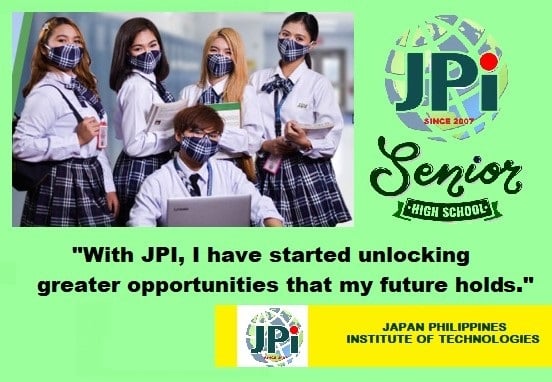 JPi
SINCE 2007
Senior
HIGH SCHOOL
"With JPI, I have started unlocking
greater opportunities that my future holds."
JPi
JAPAN PHILIPPINES
INSTITUTE OF TECHNOLOGIES